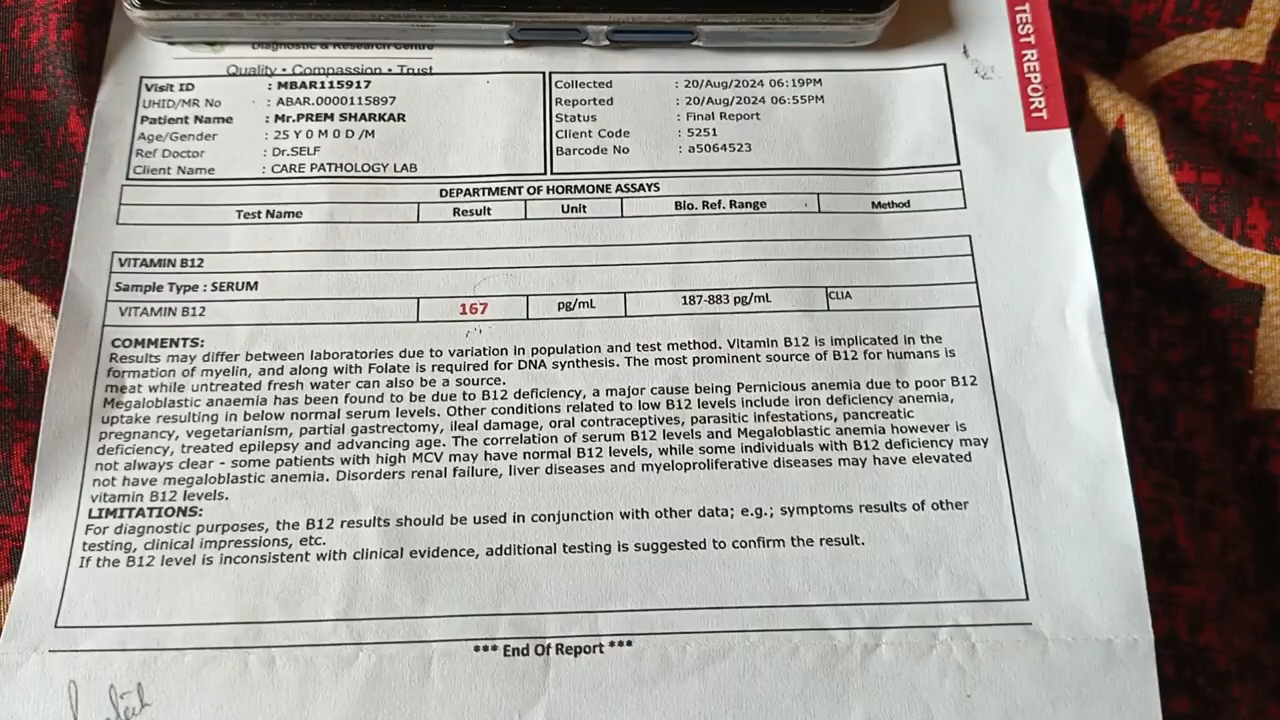 Diagnostic & Research Centre
Quality • Compassion • Trust
TEST REPORT
Visit ID : MBAR115917
UHID/MR No : ABAR.0000115897
Patient Name : Mr.PREM SHARKAR
Age/Gender : 25 Y 0 M 0 D /M
Ref Doctor : Dr.SELF
Client Name : CARE PATHOLOGY LAB
Collected : 20/Aug/2024 06:19PM
Reported : 20/Aug/2024 06:55PM
Status : Final Report
Client Code : 5251
Barcode No : a5064523
DEPARTMENT OF HORMONE ASSAYS
Test Name Result Unit Bio. Ref. Range Method
VITAMIN B12
Sample Type : SERUM
VITAMIN B12 167 pg/mL 187-883 pg/mL CLIA
COMMENTS:
Results may differ between laboratories due to variation in population and test method. Vitamin B12 is implicated in the
formation of myelin, and along with Folate is required for DNA synthesis. The most prominent source of B12 for humans is
meat while untreated fresh water can also be a source.
Megaloblastic anaemia has been found to be due to B12 deficiency, a major cause being Pernicious anemia due to poor B12
uptake resulting in below normal serum levels. Other conditions related to low B12 levels include iron deficiency anemia,
pregnancy, vegetarianism, partial gastrectomy, ileal damage, oral contraceptives, parasitic infestations, pancreatic
deficiency, treated epilepsy and advancing age. The correlation of serum B12 levels and Megaloblastic anemia however is
not always clear - some patients with high MCV may have normal B12 levels, while some individuals with B12 deficiency may
not have megaloblastic anemia. Disorders renal failure, liver diseases and myeloproliferative diseases may have elevated
vitamin B12 levels.
LIMITATIONS:
For diagnostic purposes, the B12 results should be used in conjunction with other data; e.g.; symptoms results of other
testing, clinical impressions, etc.
If the B12 level is inconsistent with clinical evidence, additional testing is suggested to confirm the result.
*** End Of Report ***